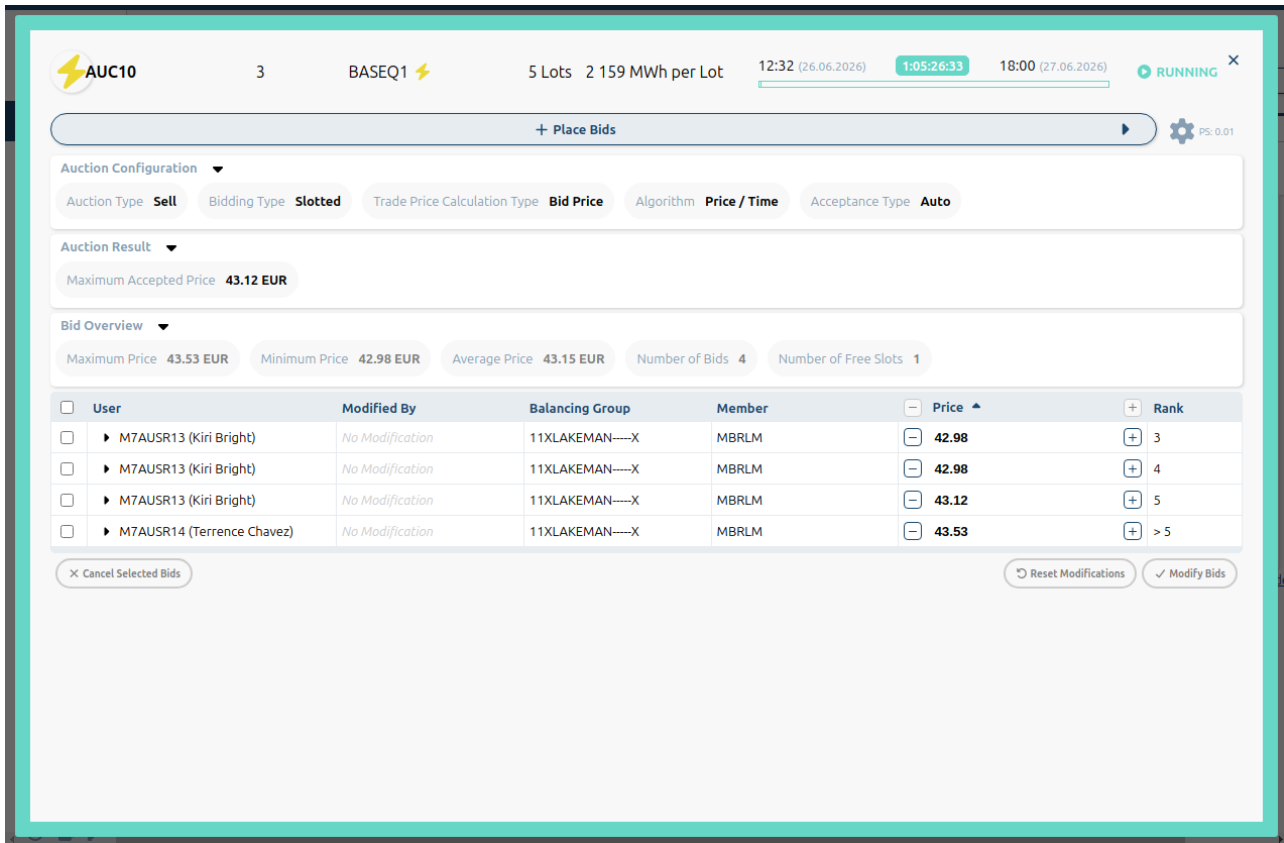 AUC10 3 BASEQ1 5 Lots 2 159 MWh per Lot 12:32 (26.06.2026) 1:05:26:33 18:00 (27.06.2026) RUNNING
+ Place Bids
PS: 0.01
Auction Configuration
Auction Type Sell Bidding Type Slotted Trade Price Calculation Type Bid Price Algorithm Price / Time Acceptance Type Auto
Auction Result
Maximum Accepted Price 43.12 EUR
Bid Overview
Maximum Price 43.53 EUR Minimum Price 42.98 EUR Average Price 43.15 EUR Number of Bids 4 Number of Free Slots 1
User Modified By Balancing Group Member Price Rank
M7AUSR13 (Kiri Bright) No Modification 11XLAKEMAN-----X MBRLM 42.98 3
M7AUSR13 (Kiri Bright) No Modification 11XLAKEMAN-----X MBRLM 42.98 4
M7AUSR13 (Kiri Bright) No Modification 11XLAKEMAN-----X MBRLM 43.12 5
M7AUSR14 (Terrence Chavez) No Modification 11XLAKEMAN-----X MBRLM 43.53 > 5
Cancel Selected Bids Reset Modifications Modify Bids